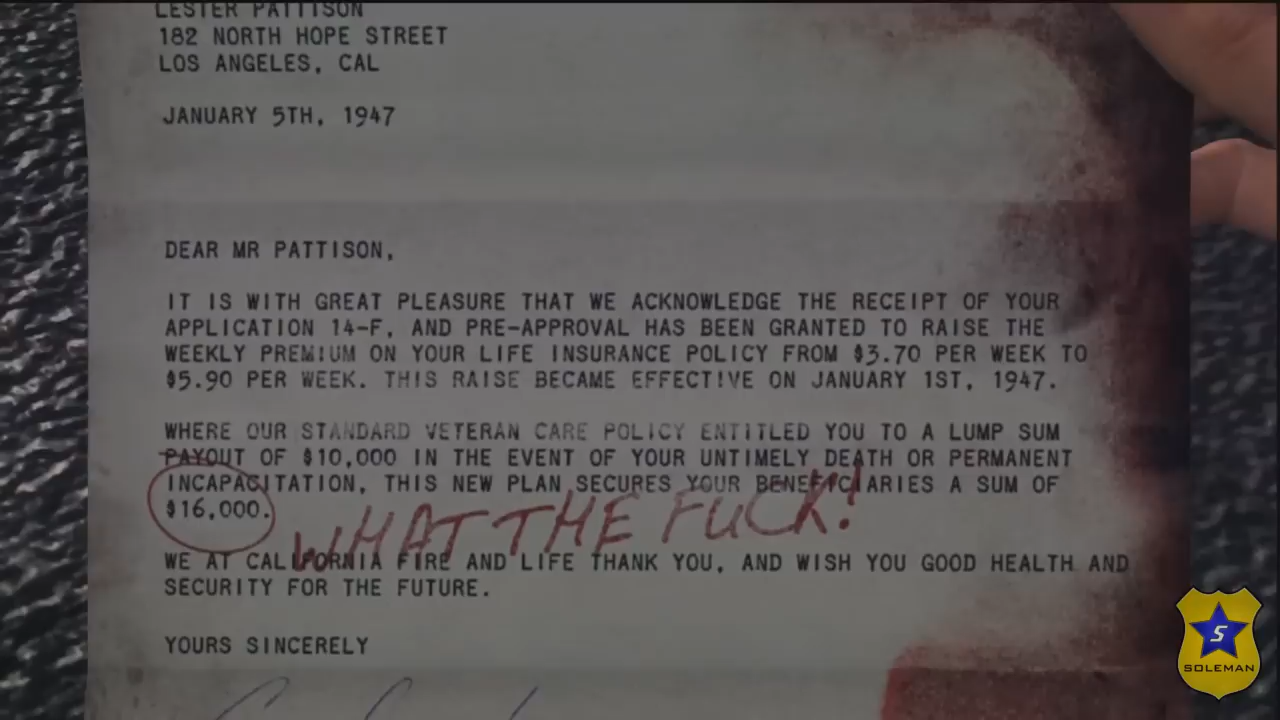 LESTER PATTISON
182 NORTH HOPE STREET
LOS ANGELES, CAL
JANUARY 5TH, 1947
DEAR MR PATTISON,
IT IS WITH GREAT PLEASURE THAT WE ACKNOWLEDGE THE RECEIPT OF YOUR
APPLICATION 14-F, AND PRE-APPROVAL HAS BEEN GRANTED TO RAISE THE
WEEKLY PREMIUM ON YOUR LIFE INSURANCE POLICY FROM $3.70 PER WEEK TO
$5.90 PER WEEK. THIS RAISE BECAME EFFECTIVE ON JANUARY 1ST, 1947.
WHERE OUR STANDARD VETERAN CARE POLICY ENTITLED YOU TO A LUMP SUM
PAYOUT OF $10,000 IN THE EVENT OF YOUR UNTIMELY DEATH OR PERMANENT
INCAPACITATION, THIS NEW PLAN SECURES YOUR BENEFICIARIES A SUM OF
$16,000.
WHAT THE FUCK!
WE AT CALIFORNIA FIRE AND LIFE THANK YOU, AND WISH YOU GOOD HEALTH AND
SECURITY FOR THE FUTURE.
YOURS SINCERELY
S
SOLEMAN